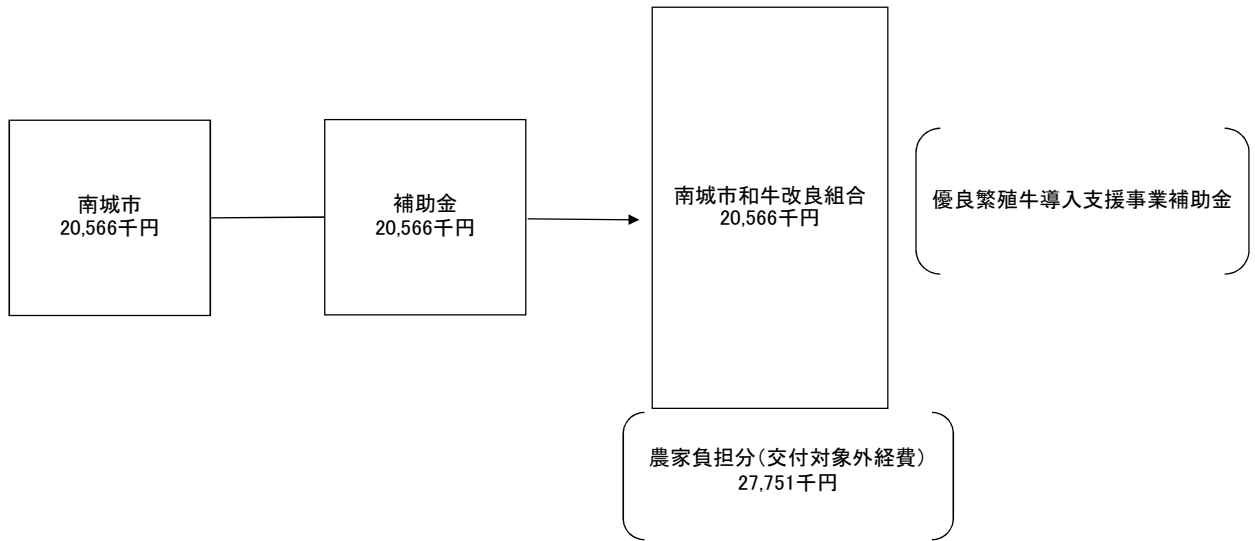 南城市
20,566千円
補助金
20,566千円
南城市和牛改良組合
20,566千円
優良繁殖牛導入支援事業補助金
農家負担分（交付対象外経費）
27,751千円